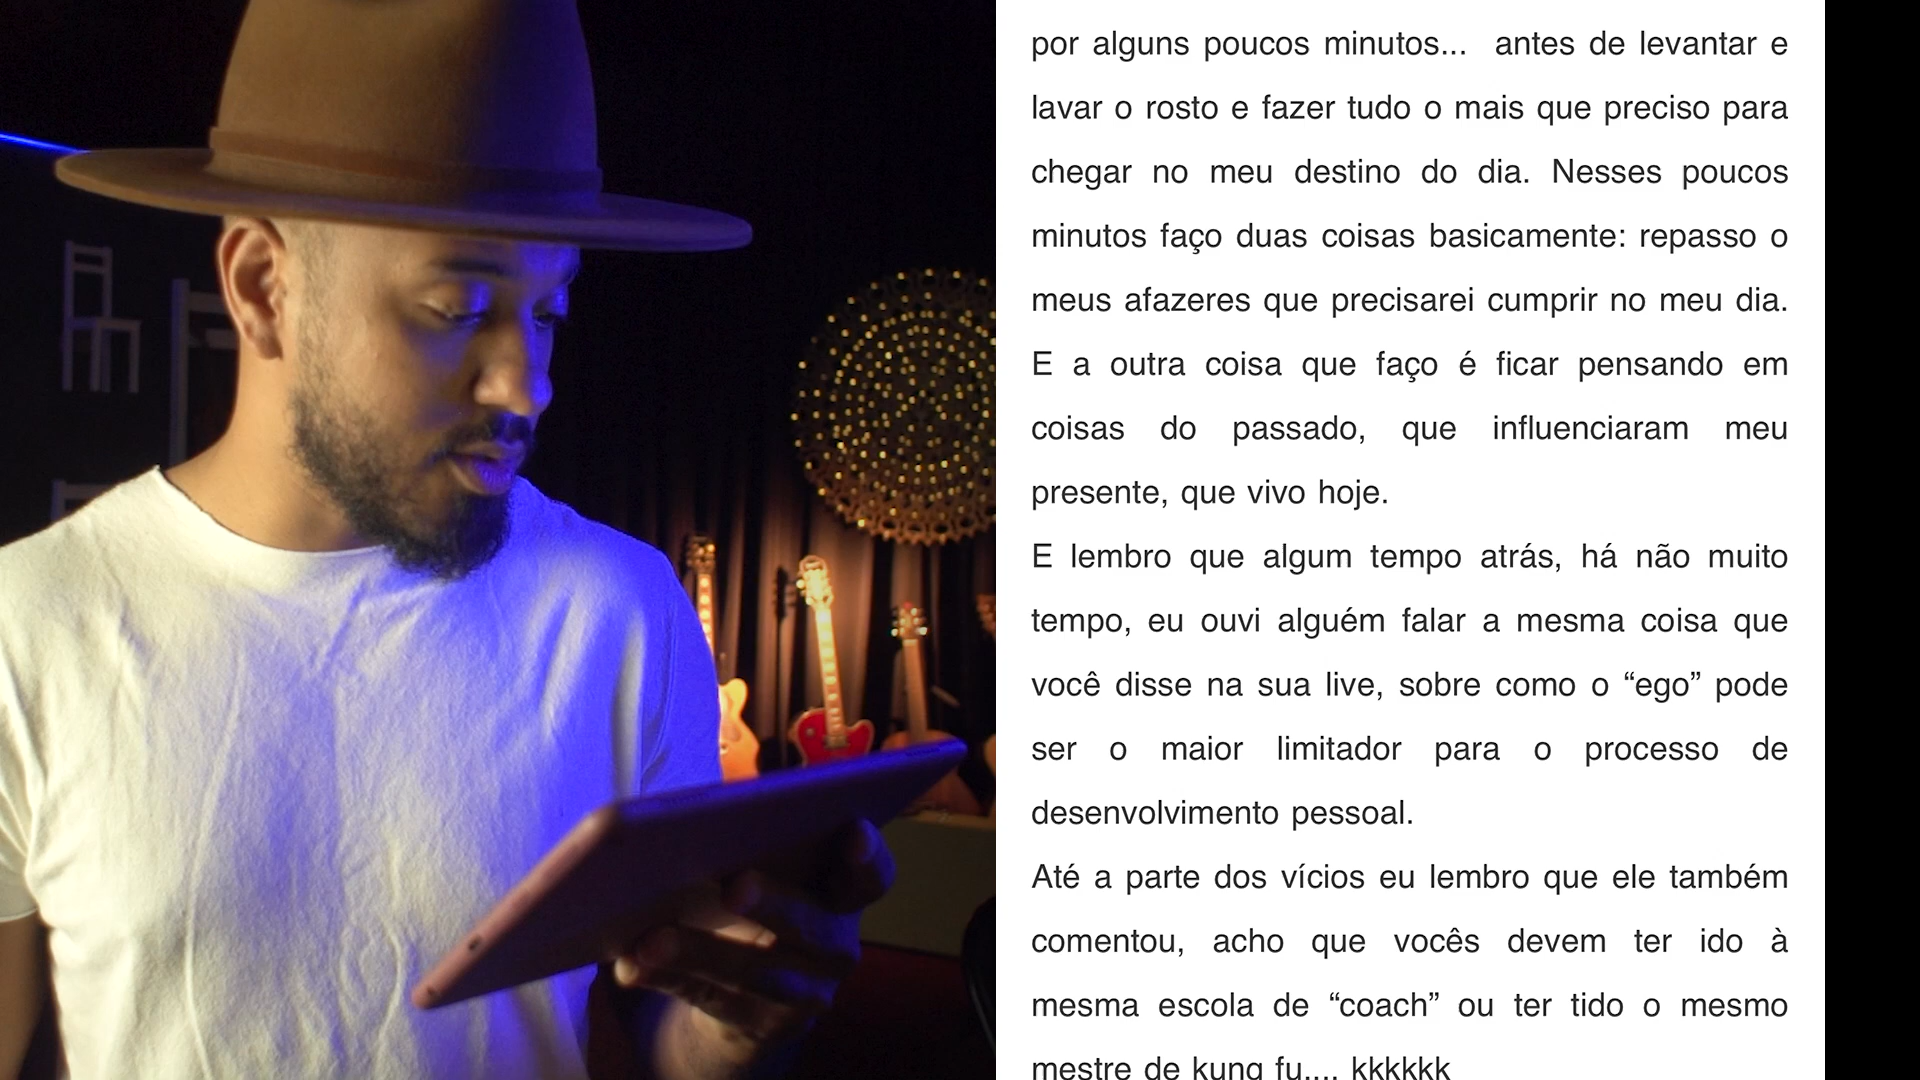 por alguns poucos minutos... antes de levantar e
lavar o rosto e fazer tudo o mais que preciso para
chegar no meu destino do dia. Nesses poucos
minutos faço duas coisas basicamente: repasso o
meus afazeres que precisarei cumprir no meu dia.
E a outra coisa que faço é ficar pensando em
coisas do passado, que influenciaram meu
presente, que vivo hoje.
E lembro que algum tempo atrás, há não muito
tempo, eu ouvi alguém falar a mesma coisa que
você disse na sua live, sobre como o “ego” pode
ser o maior limitador para o processo de
desenvolvimento pessoal.
Até a parte dos vícios eu lembro que ele também
comentou, acho que vocês devem ter ido à
mesma escola de “coach” ou ter tido o mesmo
mestre de kung fu.... kkkkkk